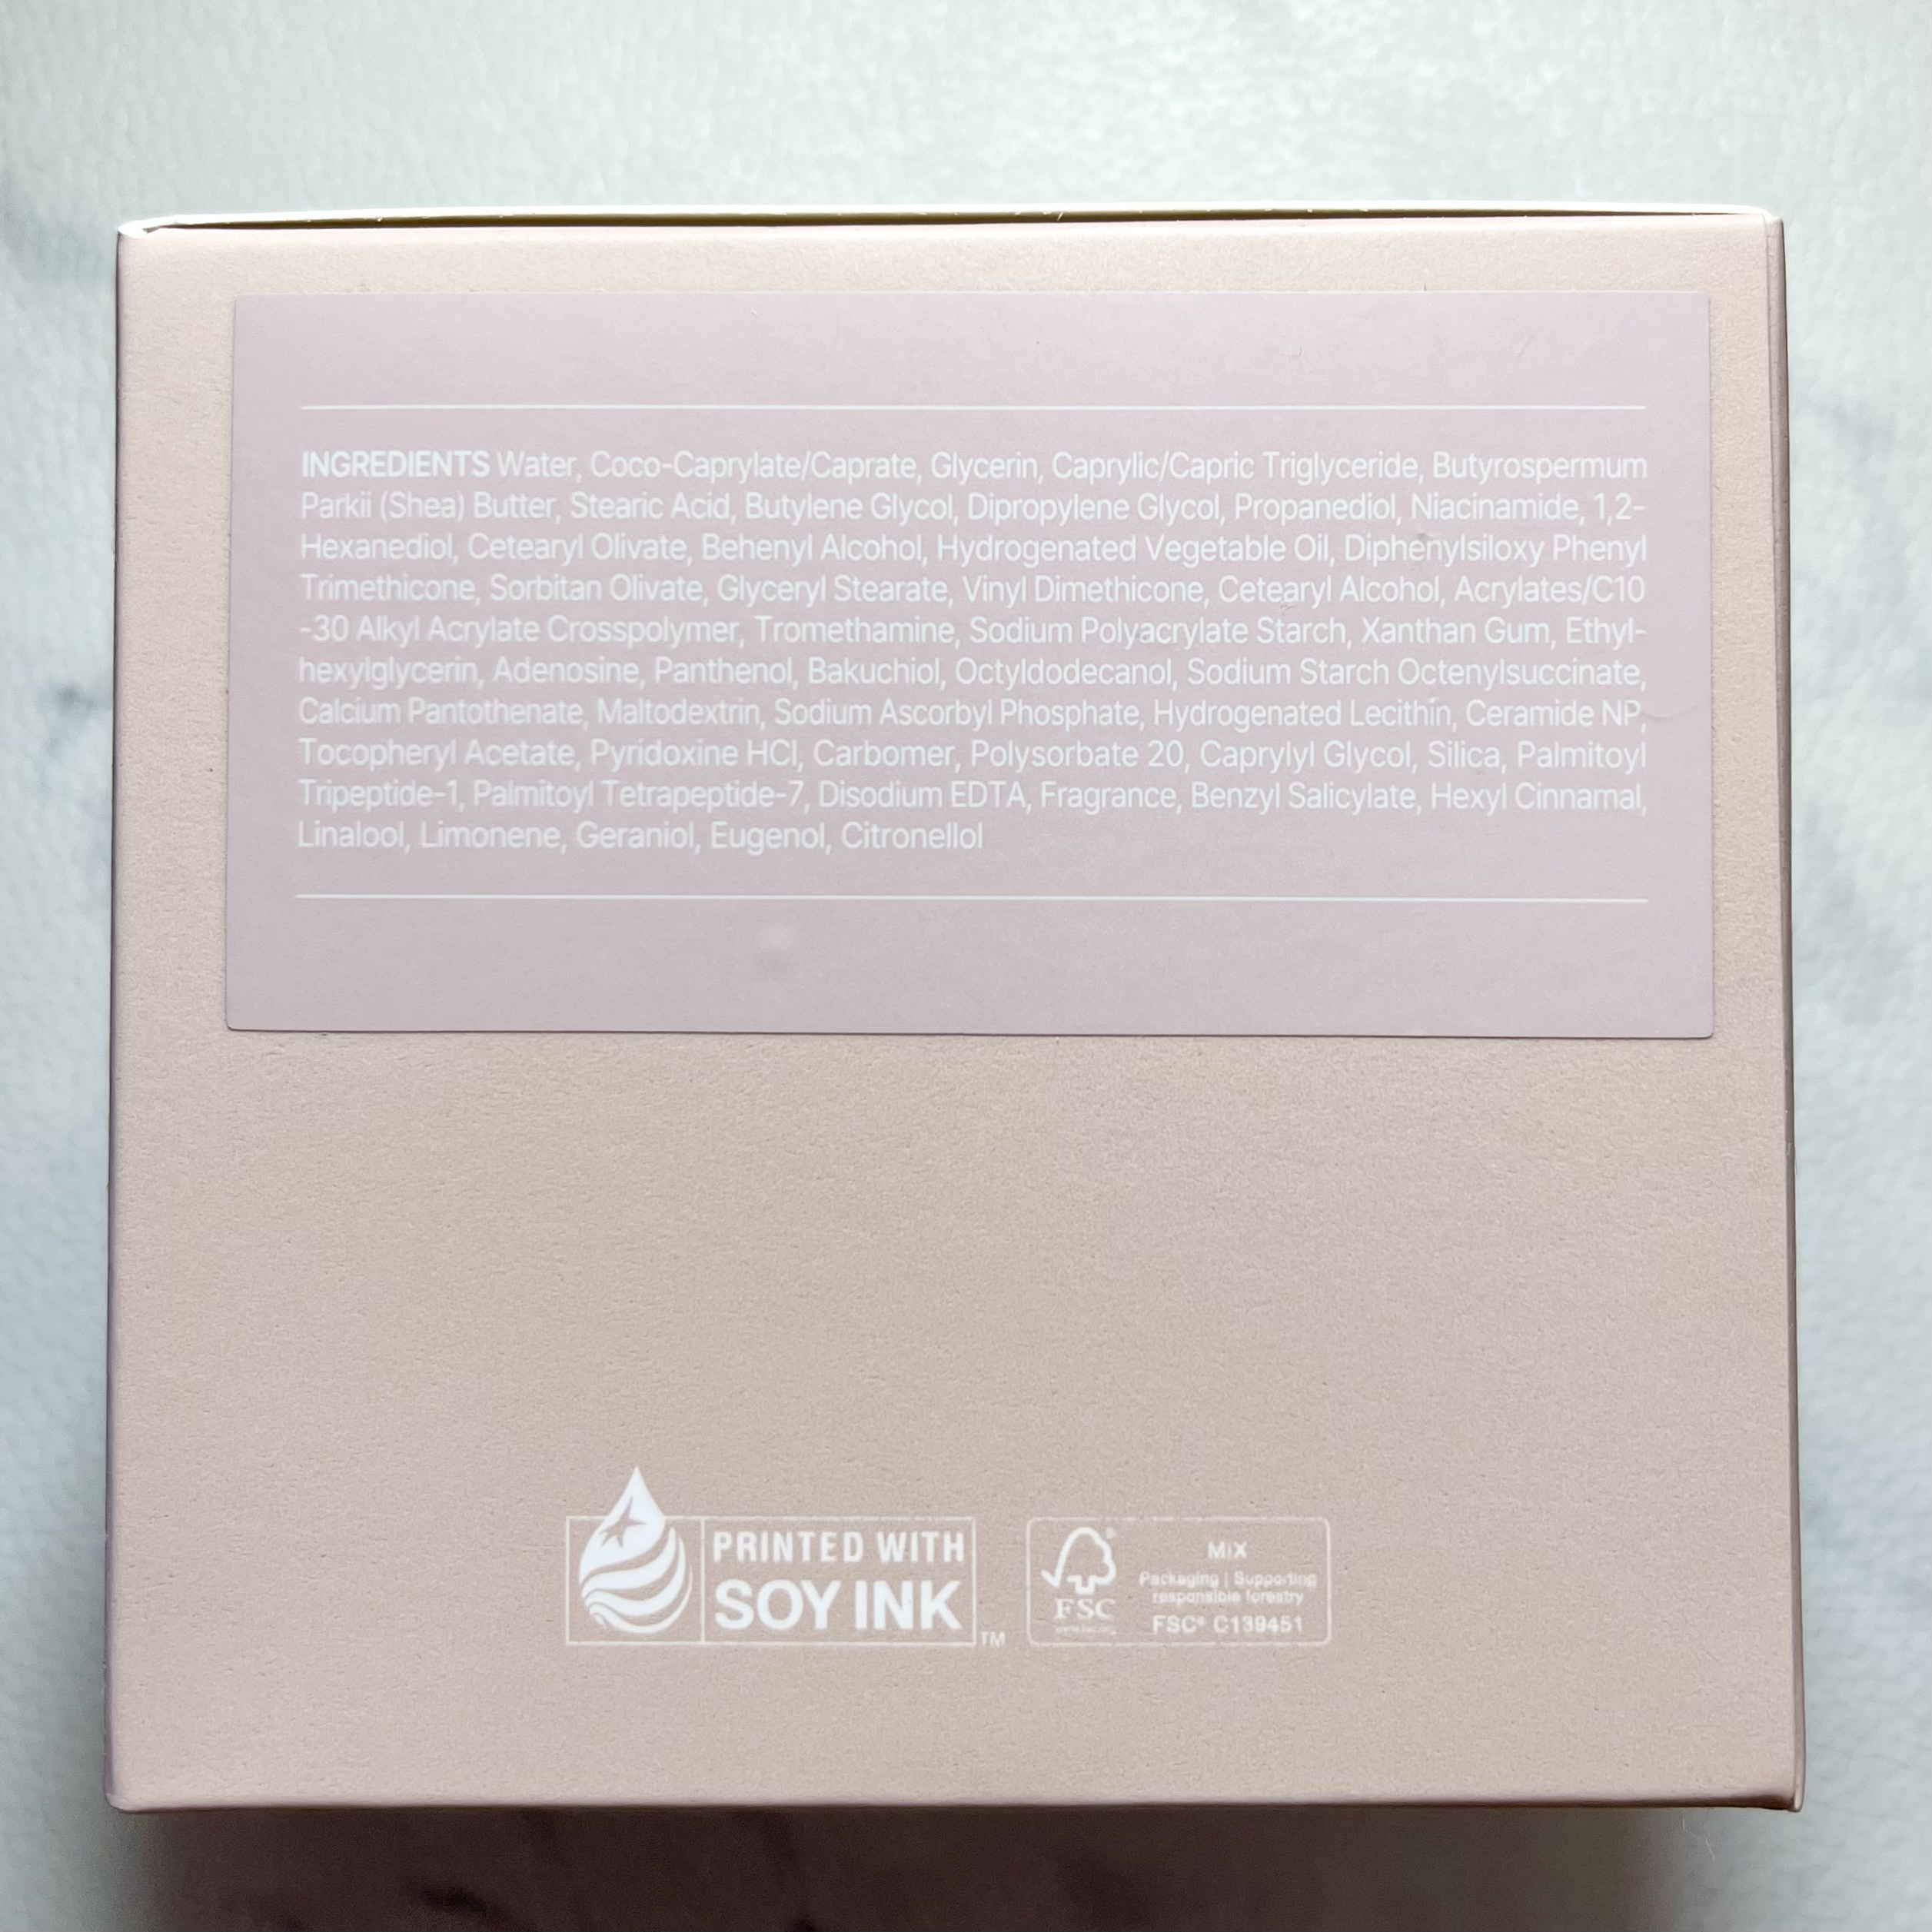 INGREDIENTS Water, Coco-Caprylate/Caprate, Glycerin, Caprylic/Capric Triglyceride, Butyrospermum
Parkii (Shea) Butter, Stearic Acid, Butylene Glycol, Dipropylene Glycol, Propanediol, Niacinamide, 1,2-
Hexanediol, Cetearyl Olivate, Behenyl Alcohol, Hydrogenated Vegetable Oil, Diphenylsiloxy Phenyl
Trimethicone, Sorbitan Olivate, Glyceryl Stearate, Vinyl Dimethicone, Cetearyl Alcohol, Acrylates/C10
-30 Alkyl Acrylate Crosspolymer, Tromethamine, Sodium Polyacrylate Starch, Xanthan Gum, Ethyl-
hexylglycerin, Adenosine, Panthenol, Bakuchiol, Octyldodecanol, Sodium Starch Octenylsuccinate,
Calcium Pantothenate, Maltodextrin, Sodium Ascorbyl Phosphate, Hydrogenated Lecithin, Ceramide NP,
Tocopheryl Acetate, Pyridoxine HCl, Carbomer, Polysorbate 20, Caprylyl Glycol, Silica, Palmitoyl
Tripeptide-1, Palmitoyl Tetrapeptide-7, Disodium EDTA, Fragrance, Benzyl Salicylate, Hexyl Cinnamal,
Linalool, Limonene, Geraniol, Eugenol, Citronellol
PRINTED WITH
SOY INK
TM
FSC
www.fsc.org
MIX
Packaging | Supporting
responsible forestry
FSC® C139451